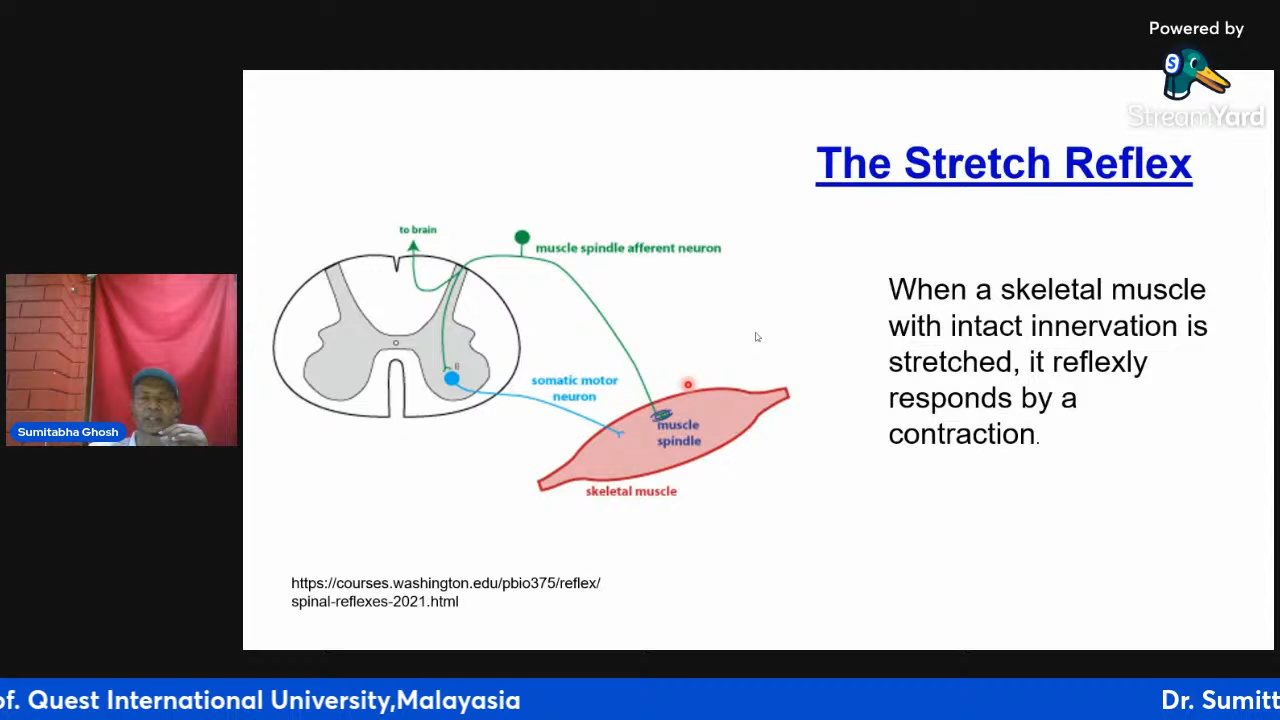 Powered by
StreamYard
The Stretch Reflex
to brain
muscle spindle afferent neuron
When a skeletal muscle
with intact innervation is
stretched, it reflexly
responds by a
contraction.
somatic motor
neuron
muscle
spindle
skeletal muscle
Sumitabha Ghosh
https://courses.washington.edu/pbio375/reflex/
spinal-reflexes-2021.html
of. Quest International University,Malayasia
Dr. Sumitt